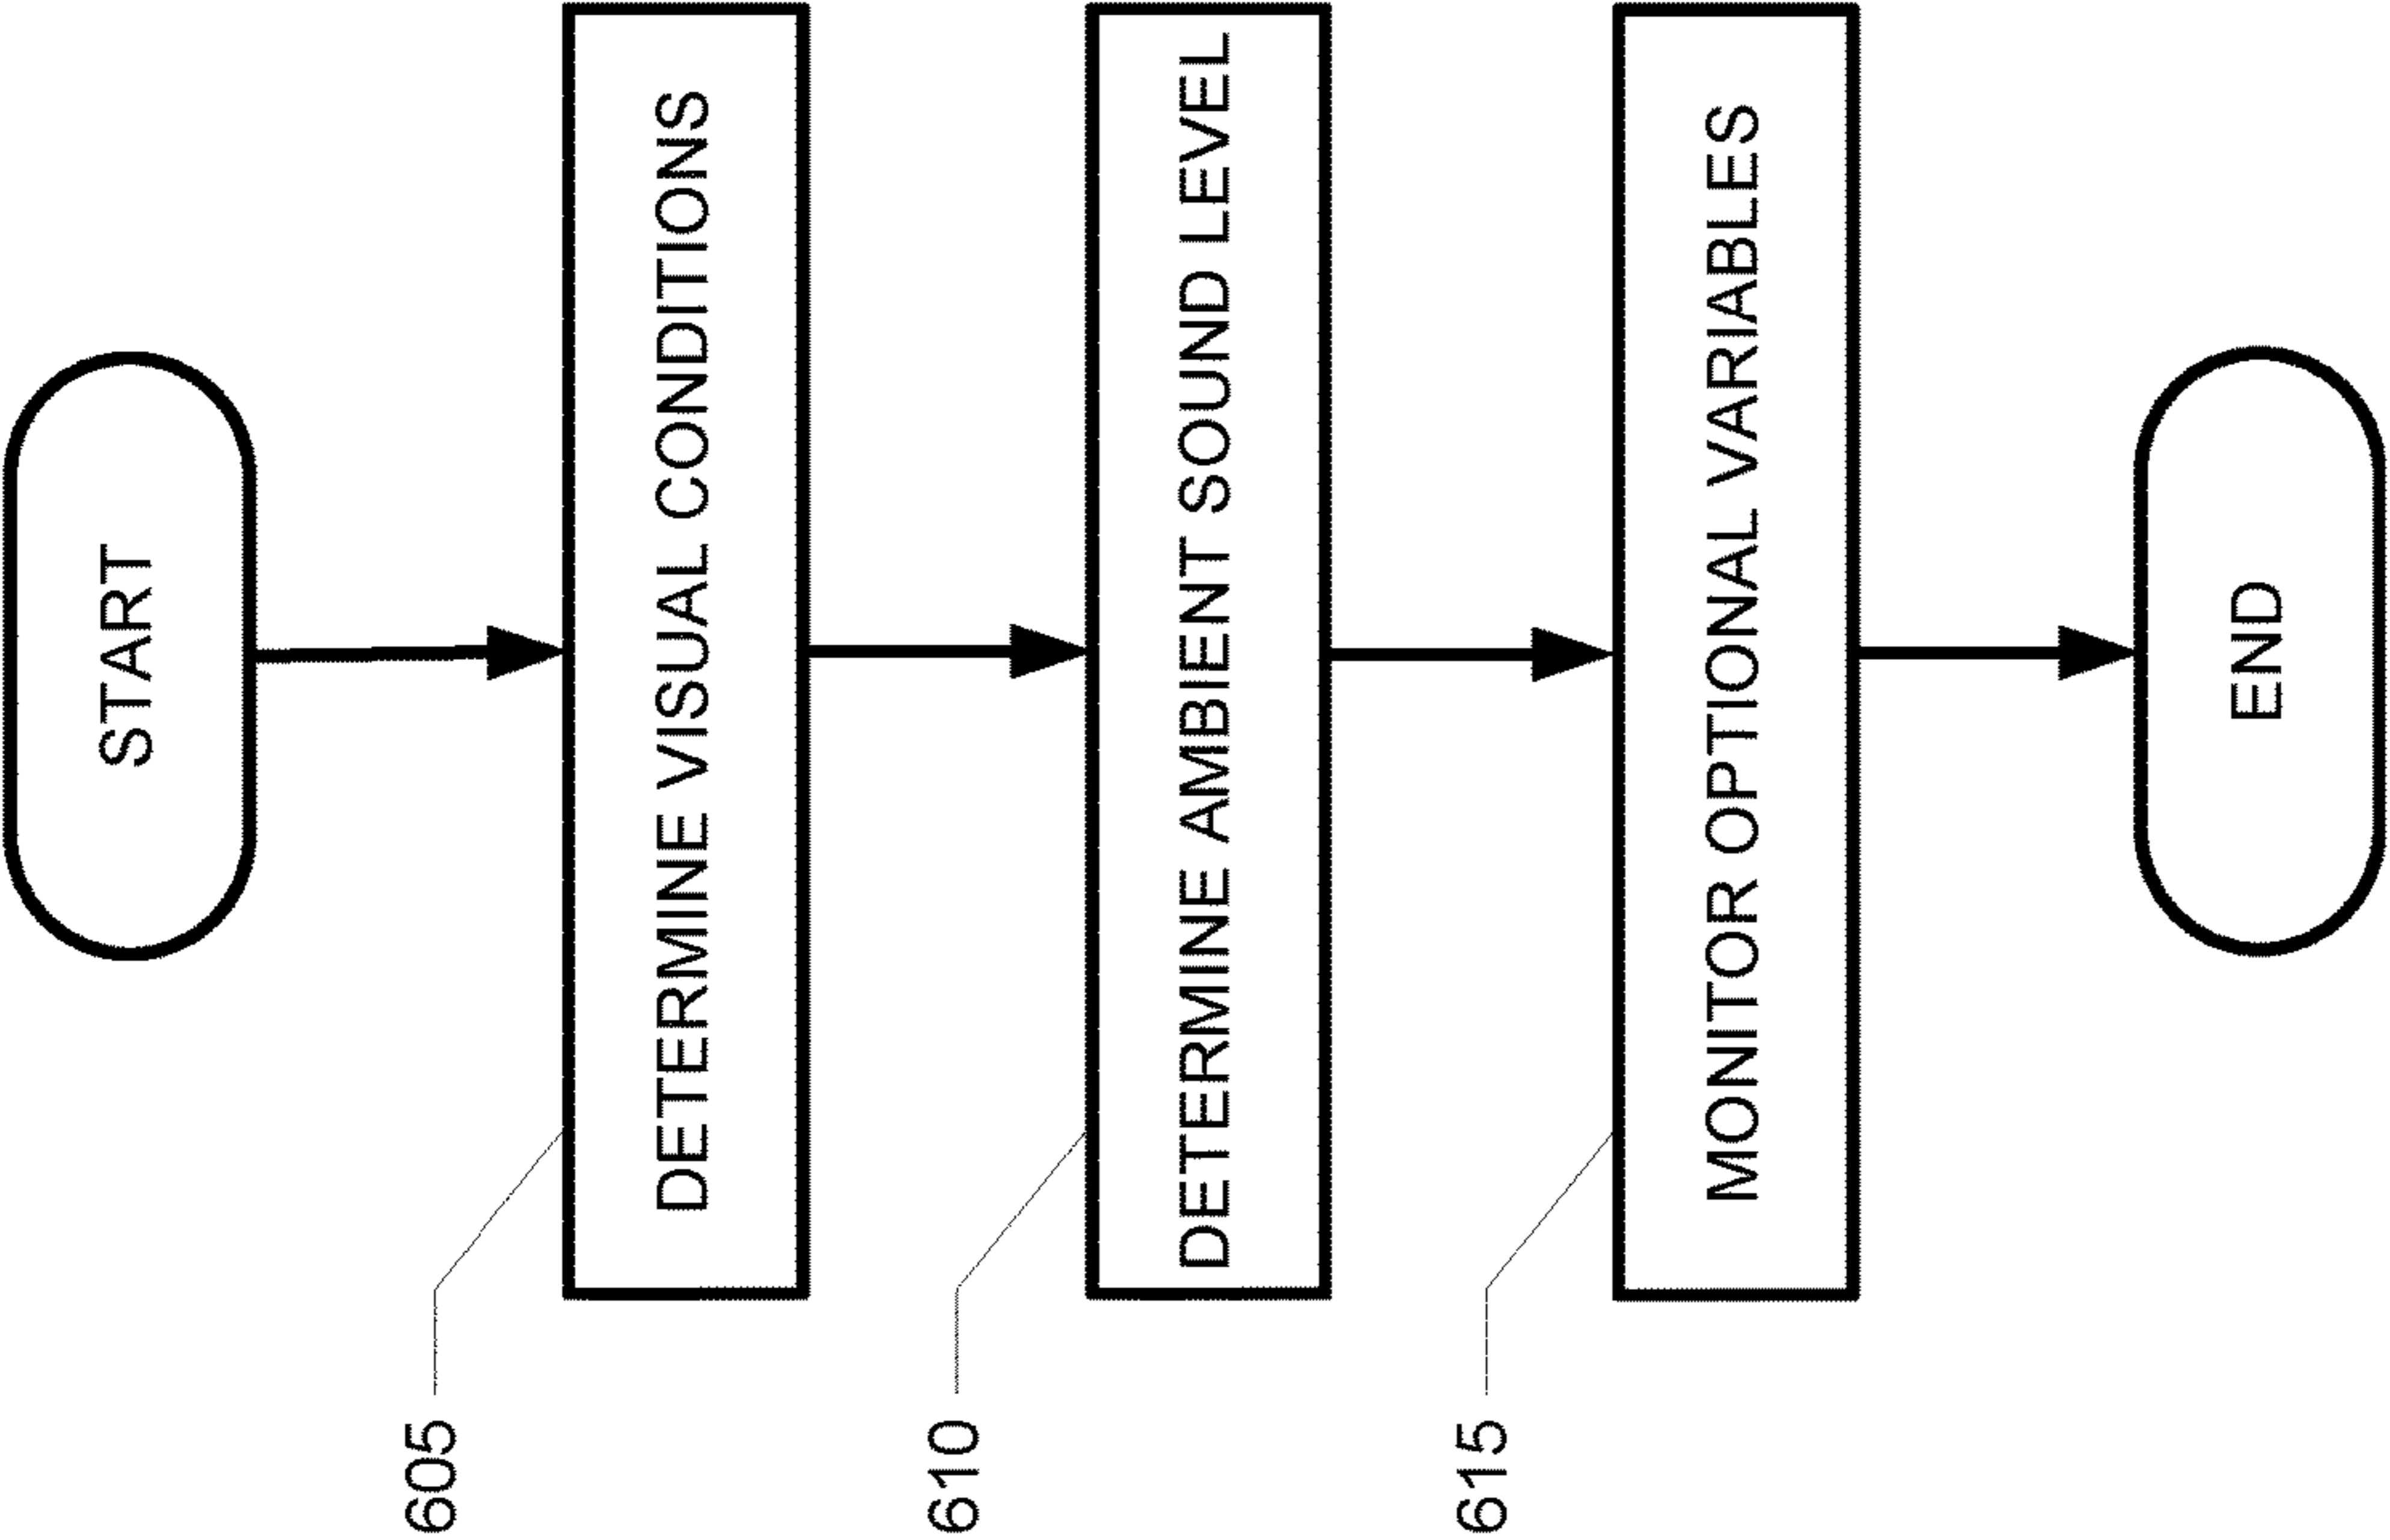 START
605
DETERMINE VISUAL CONDITIONS
610
DETERMINE AMBIENT SOUND LEVEL
615
MONITOR OPTIONAL VARIABLES
END